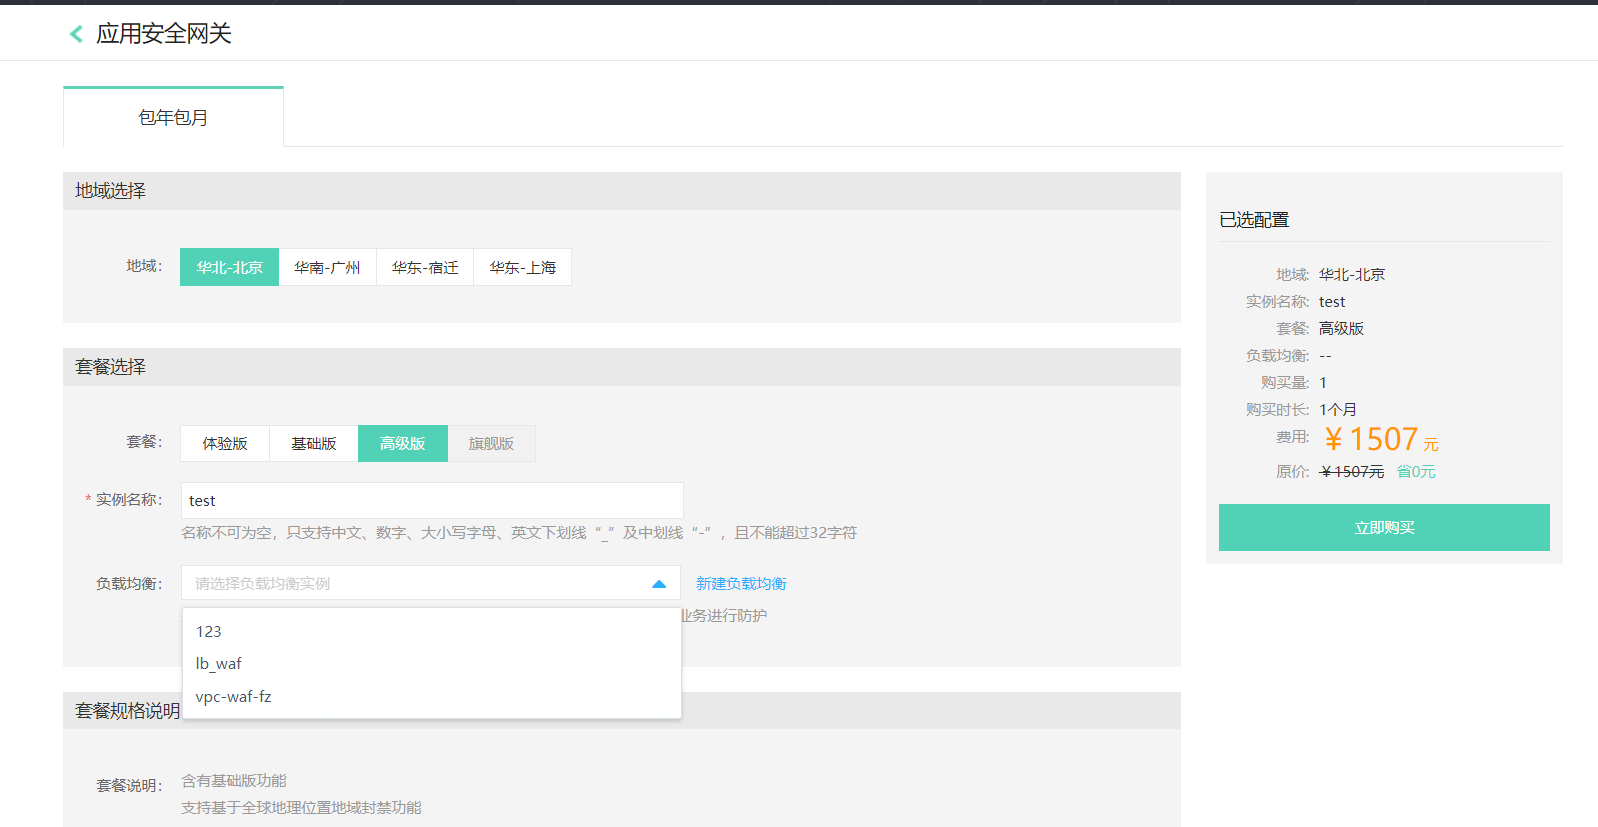 应用安全网关
包年包月
地域选择
地域：
华北-北京 华南-广州 华东-宿迁 华东-上海
套餐选择
套餐：
体验版 基础版 高级版 旗舰版
* 实例名称：
test
名称不可为空，只支持中文、数字、大小写字母、英文下划线“_”及中划线“-”，且不能超过32字符
负载均衡：
请选择负载均衡实例
新建负载均衡
业务进行防护
123
lb_waf
vpc-waf-fz
套餐规格说明
套餐说明：
含有基础版功能
支持基于全球地理位置地域封禁功能
已选配置
地域: 华北-北京
实例名称: test
套餐: 高级版
负载均衡: --
购买量: 1
购买时长: 1个月
费用: ￥1507 元
原价: ￥1507元 省0元
立即购买